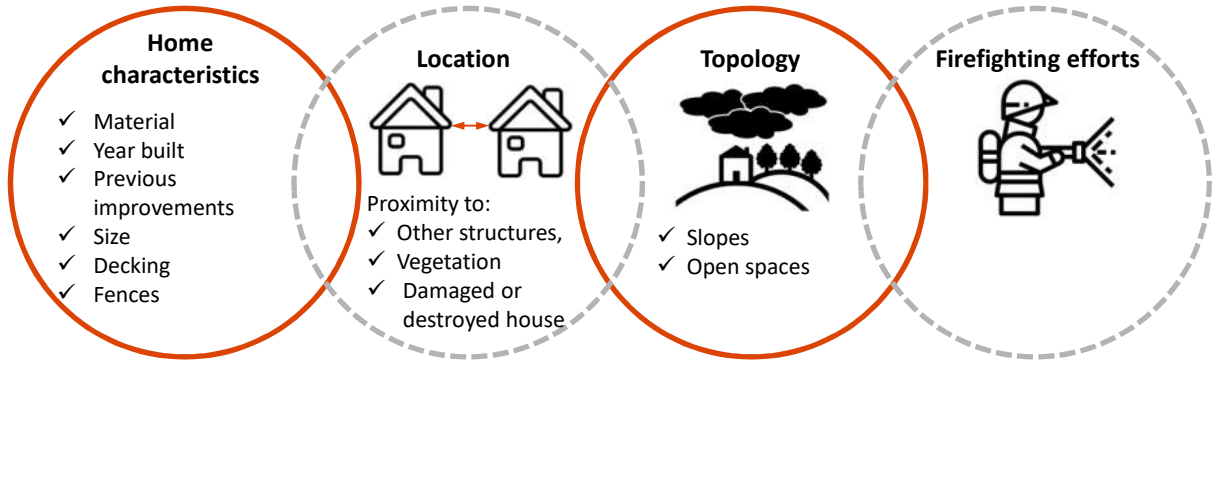 Home
characteristics
✓ Material
✓ Year built
✓ Previous
improvements
✓ Size
✓ Decking
✓ Fences
Location
Proximity to:
✓ Other structures,
✓ Vegetation
✓ Damaged or
destroyed house
Topology
✓ Slopes
✓ Open spaces
Firefighting efforts